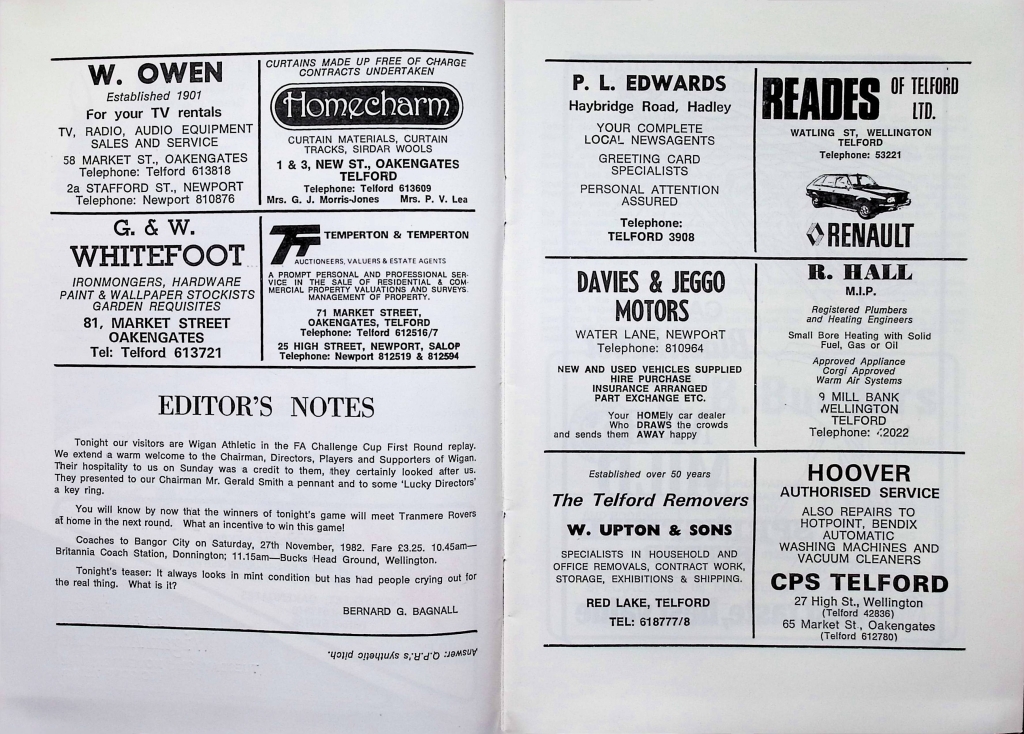 W. OWEN
Established 1901
For your TV rentals
TV, RADIO, AUDIO EQUIPMENT
SALES AND SERVICE
58 MARKET ST., OAKENGATES
Telephone: Telford 613818
2a STAFFORD ST., NEWPORT
Telephone: Newport 810876
CURTAINS MADE UP FREE OF CHARGE
CONTRACTS UNDERTAKEN
Homecharm
CURTAIN MATERIALS, CURTAIN
TRACKS, SIRDAR WOOLS
1 & 3, NEW ST., OAKENGATES
TELFORD
Telephone: Telford 613609
Mrs. G. J. Morris-Jones Mrs. P. V. Lea
G. & W.
WHITEFOOT
IRONMONGERS, HARDWARE
PAINT & WALLPAPER STOCKISTS
GARDEN REQUISITES
81, MARKET STREET
OAKENGATES
Tel: Telford 613721
TT TEMPERTON & TEMPERTON
AUCTIONEERS, VALUERS & ESTATE AGENTS
A PROMPT PERSONAL AND PROFESSIONAL SER-
VICE IN THE SALE OF RESIDENTIAL & COM-
MERCIAL PROPERTY VALUATIONS AND SURVEYS.
MANAGEMENT OF PROPERTY.
71 MARKET STREET,
OAKENGATES, TELFORD
Telephone: Telford 612516/7
25 HIGH STREET, NEWPORT, SALOP
Telephone: Newport 812519 & 812594
EDITOR'S NOTES
Tonight our visitors are Wigan Athletic in the FA Challenge Cup First Round replay.
We extend a warm welcome to the Chairman, Directors, Players and Supporters of Wigan.
Their hospitality to us on Sunday was a credit to them, they certainly looked after us.
They presented to our Chairman Mr. Gerald Smith a pennant and to some 'Lucky Directors'
a key ring.
You will know by now that the winners of tonight's game will meet Tranmere Rovers
at home in the next round. What an incentive to win this game!
Coaches to Bangor City on Saturday, 27th November, 1982. Fare £3.25. 10.45am—
Britannia Coach Station, Donnington; 11.15am—Bucks Head Ground, Wellington.
Tonight's teaser: It always looks in mint condition but has had people crying out for
the real thing. What is it?
BERNARD G. BAGNALL
Answer: Q.P.R.'s synthetic pitch.
P. L. EDWARDS
Haybridge Road, Hadley
YOUR COMPLETE
LOCAL NEWSAGENTS
GREETING CARD
SPECIALISTS
PERSONAL ATTENTION
ASSURED
Telephone:
TELFORD 3908
READES OF TELFORD
LTD.
WATLING ST, WELLINGTON
TELFORD
Telephone: 53221
RENAULT
DAVIES & JEGGO
MOTORS
WATER LANE, NEWPORT
Telephone: 810964
NEW AND USED VEHICLES SUPPLIED
HIRE PURCHASE
INSURANCE ARRANGED
PART EXCHANGE ETC.
Your HOMEly car dealer
Who DRAWS the crowds
and sends them AWAY happy
R. HALL
M.I.P.
Registered Plumbers
and Heating Engineers
Small Bore Heating with Solid
Fuel, Gas or Oil
Approved Appliance
Corgi Approved
Warm Air Systems
9 MILL BANK
WELLINGTON
TELFORD
Telephone: 42022
Established over 50 years
The Telford Removers
W. UPTON & SONS
SPECIALISTS IN HOUSEHOLD AND
OFFICE REMOVALS, CONTRACT WORK,
STORAGE, EXHIBITIONS & SHIPPING.
RED LAKE, TELFORD
TEL: 618777/8
HOOVER
AUTHORISED SERVICE
ALSO REPAIRS TO
HOTPOINT, BENDIX
AUTOMATIC
WASHING MACHINES AND
VACUUM CLEANERS
CPS TELFORD
27 High St., Wellington
(Telford 42836)
65 Market St, Oakengates
(Telford 612780)